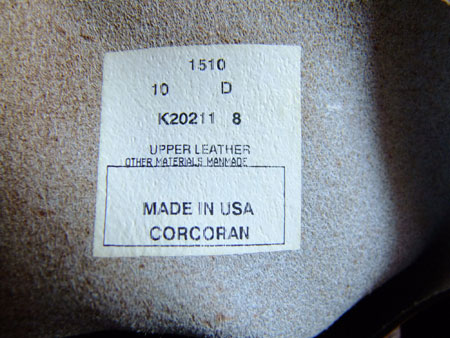 1510
10 D
K20211 8
UPPER LEATHER
OTHER MATERIALS MANMADE
MADE IN USA
CORCORAN